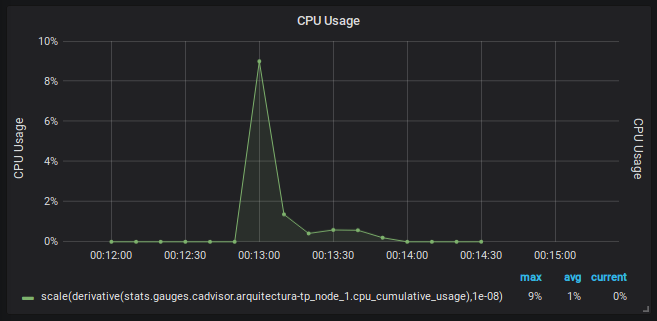 CPU Usage
10%
8%
6%
4%
2%
0%
CPU Usage
CPU Usage
00:12:00 00:12:30 00:13:00 00:13:30 00:14:00 00:14:30 00:15:00
max avg current
scale(derivative(stats.gauges.cadvisor.arquitectura-tp_node_1.cpu_cumulative_usage),1e-08) 9% 1% 0%